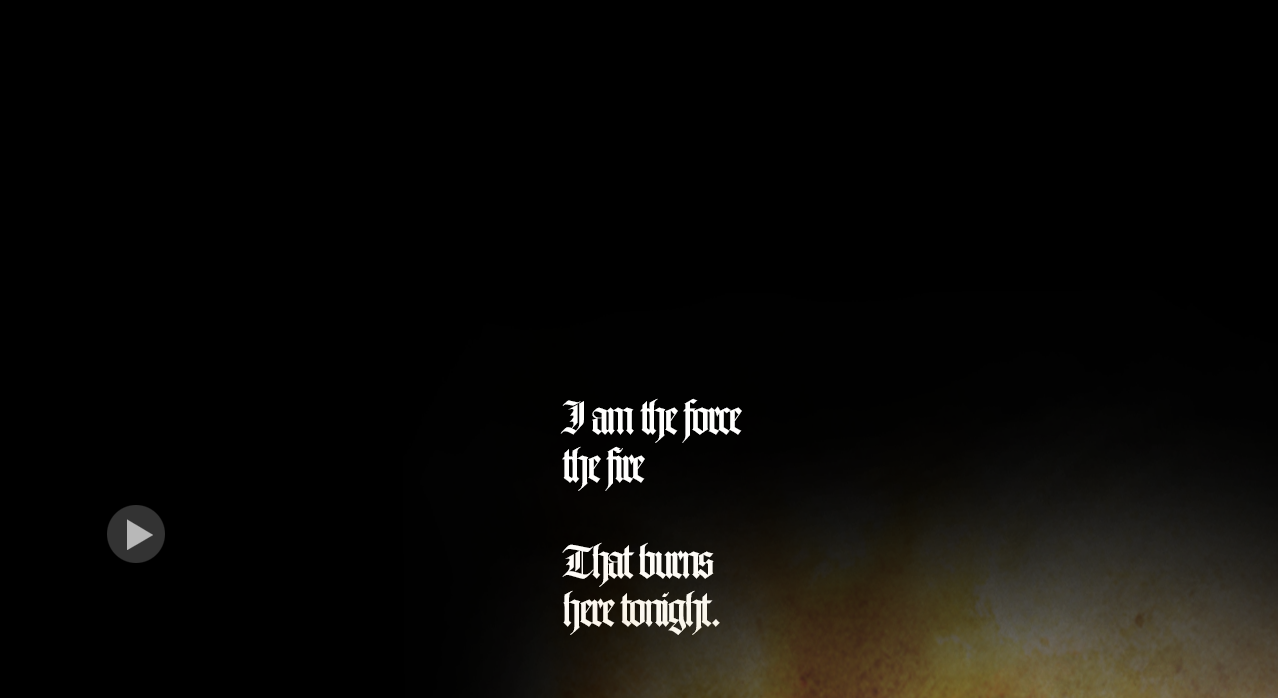 I am the force
the fire
That burns
here tonight.